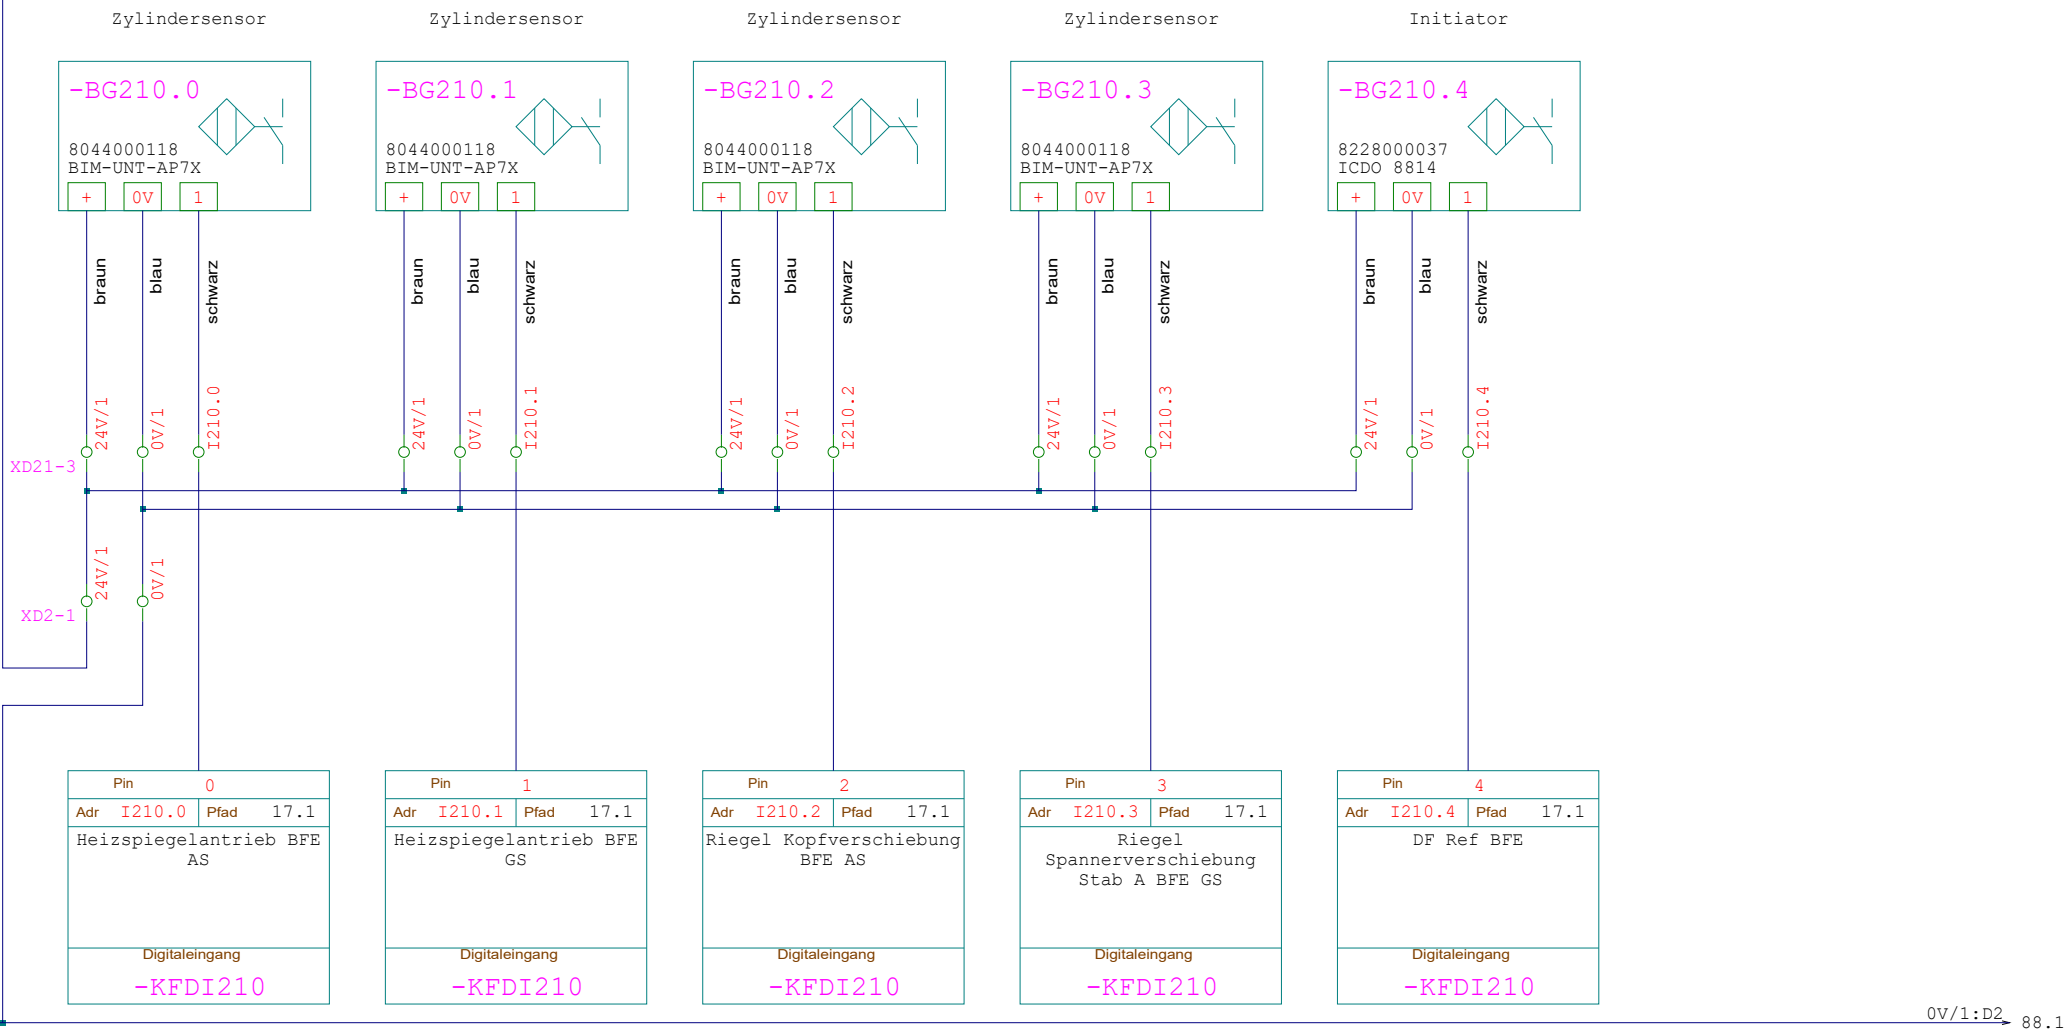 Zylindersensor Zylindersensor Zylindersensor Zylindersensor Initiator
-BG210.0 -BG210.1 -BG210.2 -BG210.3 -BG210.4
8044000118 8044000118 8044000118 8044000118 8228000037
BIM-UNT-AP7X BIM-UNT-AP7X BIM-UNT-AP7X BIM-UNT-AP7X ICDO 8814
+ 0V 1 + 0V 1 + 0V 1 + 0V 1 + 0V 1
braun blau schwarz braun blau schwarz braun blau schwarz braun blau schwarz braun blau schwarz
24V/1 0V/1 I210.0 24V/1 0V/1 I210.1 24V/1 0V/1 I210.2 24V/1 0V/1 I210.3 24V/1 0V/1 I210.4
XD21-3
24V/1 0V/1
XD2-1
Pin 0 Pin 1 Pin 2 Pin 3 Pin 4
Adr I210.0 Pfad 17.1 Adr I210.1 Pfad 17.1 Adr I210.2 Pfad 17.1 Adr I210.3 Pfad 17.1 Adr I210.4 Pfad 17.1
Heizspiegelantrieb BFE Heizspiegelantrieb BFE Riegel Kopfverschiebung Riegel DF Ref BFE
AS GS BFE AS Spannerverschiebung
Stab A BFE GS
Digitaleingang Digitaleingang Digitaleingang Digitaleingang Digitaleingang
-KFDI210 -KFDI210 -KFDI210 -KFDI210 -KFDI210
0V/1:D2 88.1